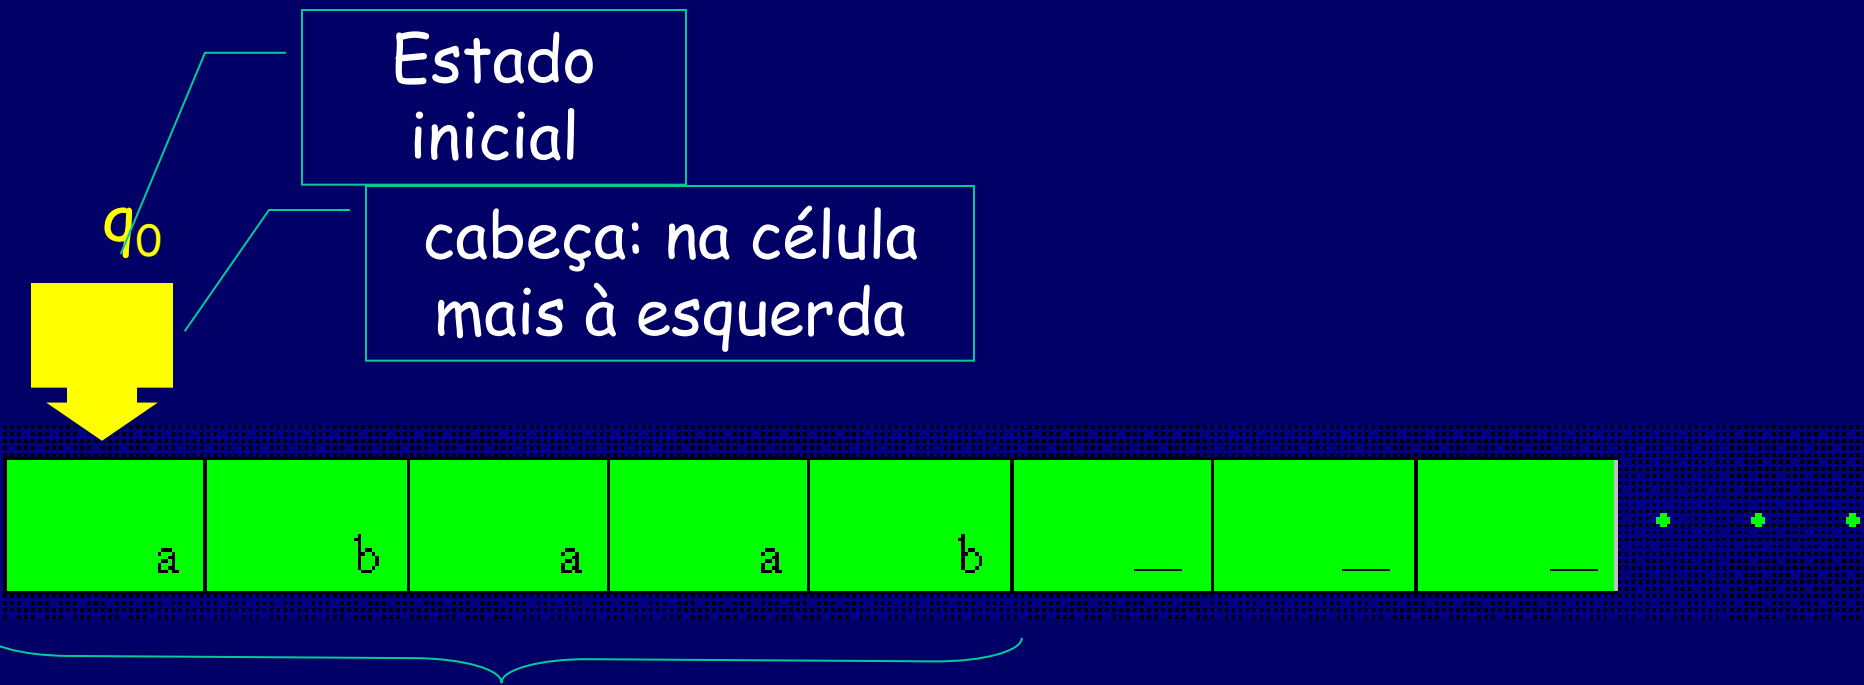 Estado
inicial
q0
cabeça: na célula
mais à esquerda
a b a a b _ _ _ . . .